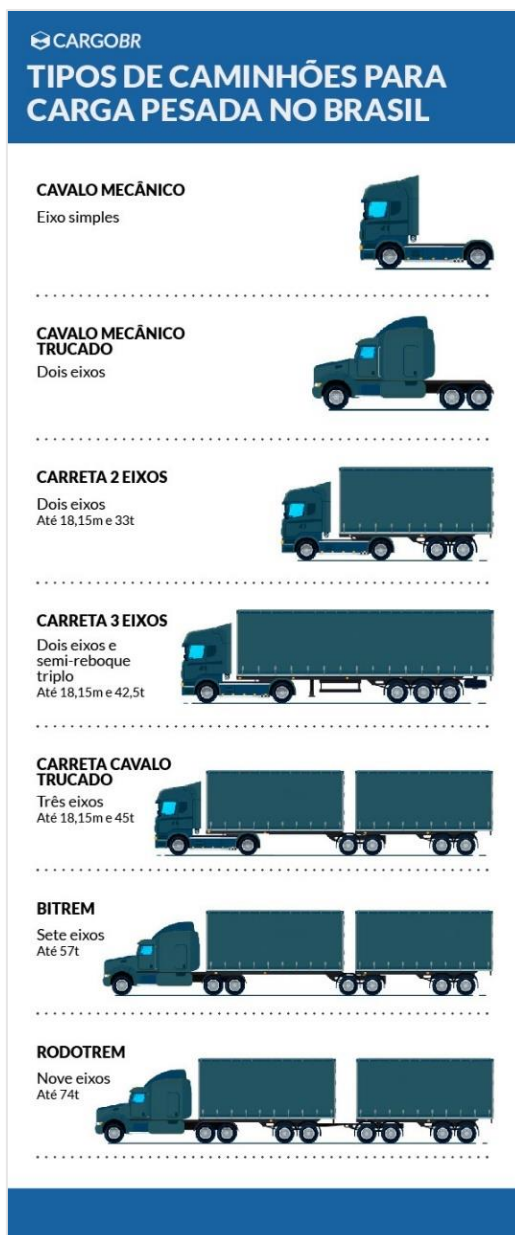 CARGOBR
TIPOS DE CAMINHÕES PARA
CARGA PESADA NO BRASIL
CAVALO MECÂNICO
Eixo simples
CAVALO MECÂNICO
TRUCADO
Dois eixos
CARRETA 2 EIXOS
Dois eixos
Até 18,15m e 33t
CARRETA 3 EIXOS
Dois eixos e
semi-reboque
triplo
Até 18,15m e 42,5t
CARRETA CAVALO
TRUCADO
Três eixos
Até 18,15m e 45t
BITREM
Sete eixos
Até 57t
RODOTREM
Nove eixos
Até 74t